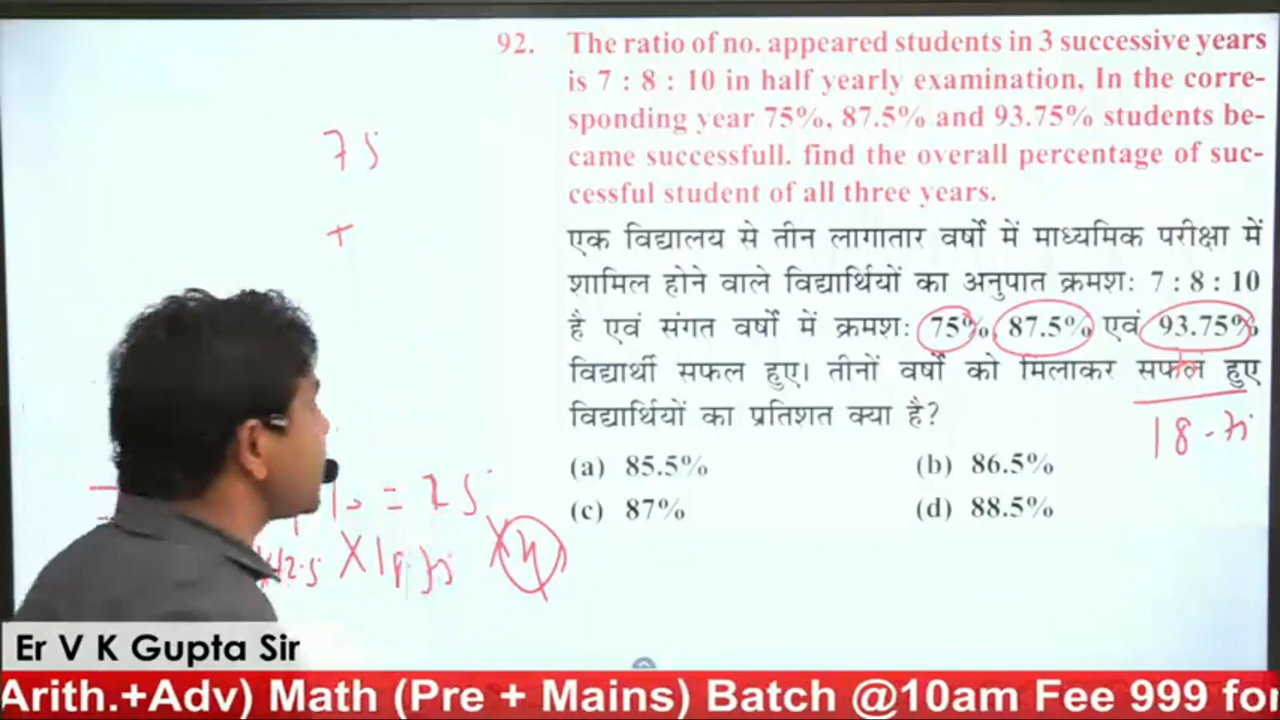 92. The ratio of no. appeared students in 3 successive years
is 7 : 8 : 10 in half yearly examination, In the corre-
sponding year 75%, 87.5% and 93.75% students be-
came successfull. find the overall percentage of suc-
cessful student of all three years.
एक विद्यालय से तीन लागातार वर्षों में माध्यमिक परीक्षा में
शामिल होने वाले विद्यार्थियों का अनुपात क्रमशः 7 : 8 : 10
है एवं संगत वर्षों में क्रमशः 75%, 87.5% एवं 93.75%
विद्यार्थी सफल हुए। तीनों वर्षों को मिलाकर सफल हुए
विद्यार्थियों का प्रतिशत क्या है?
(a) 85.5% (b) 86.5%
(c) 87% (d) 88.5%
75
+
= 25
Er V K Gupta Sir
Arith.+Adv) Math (Pre + Mains) Batch @10am Fee 999 for